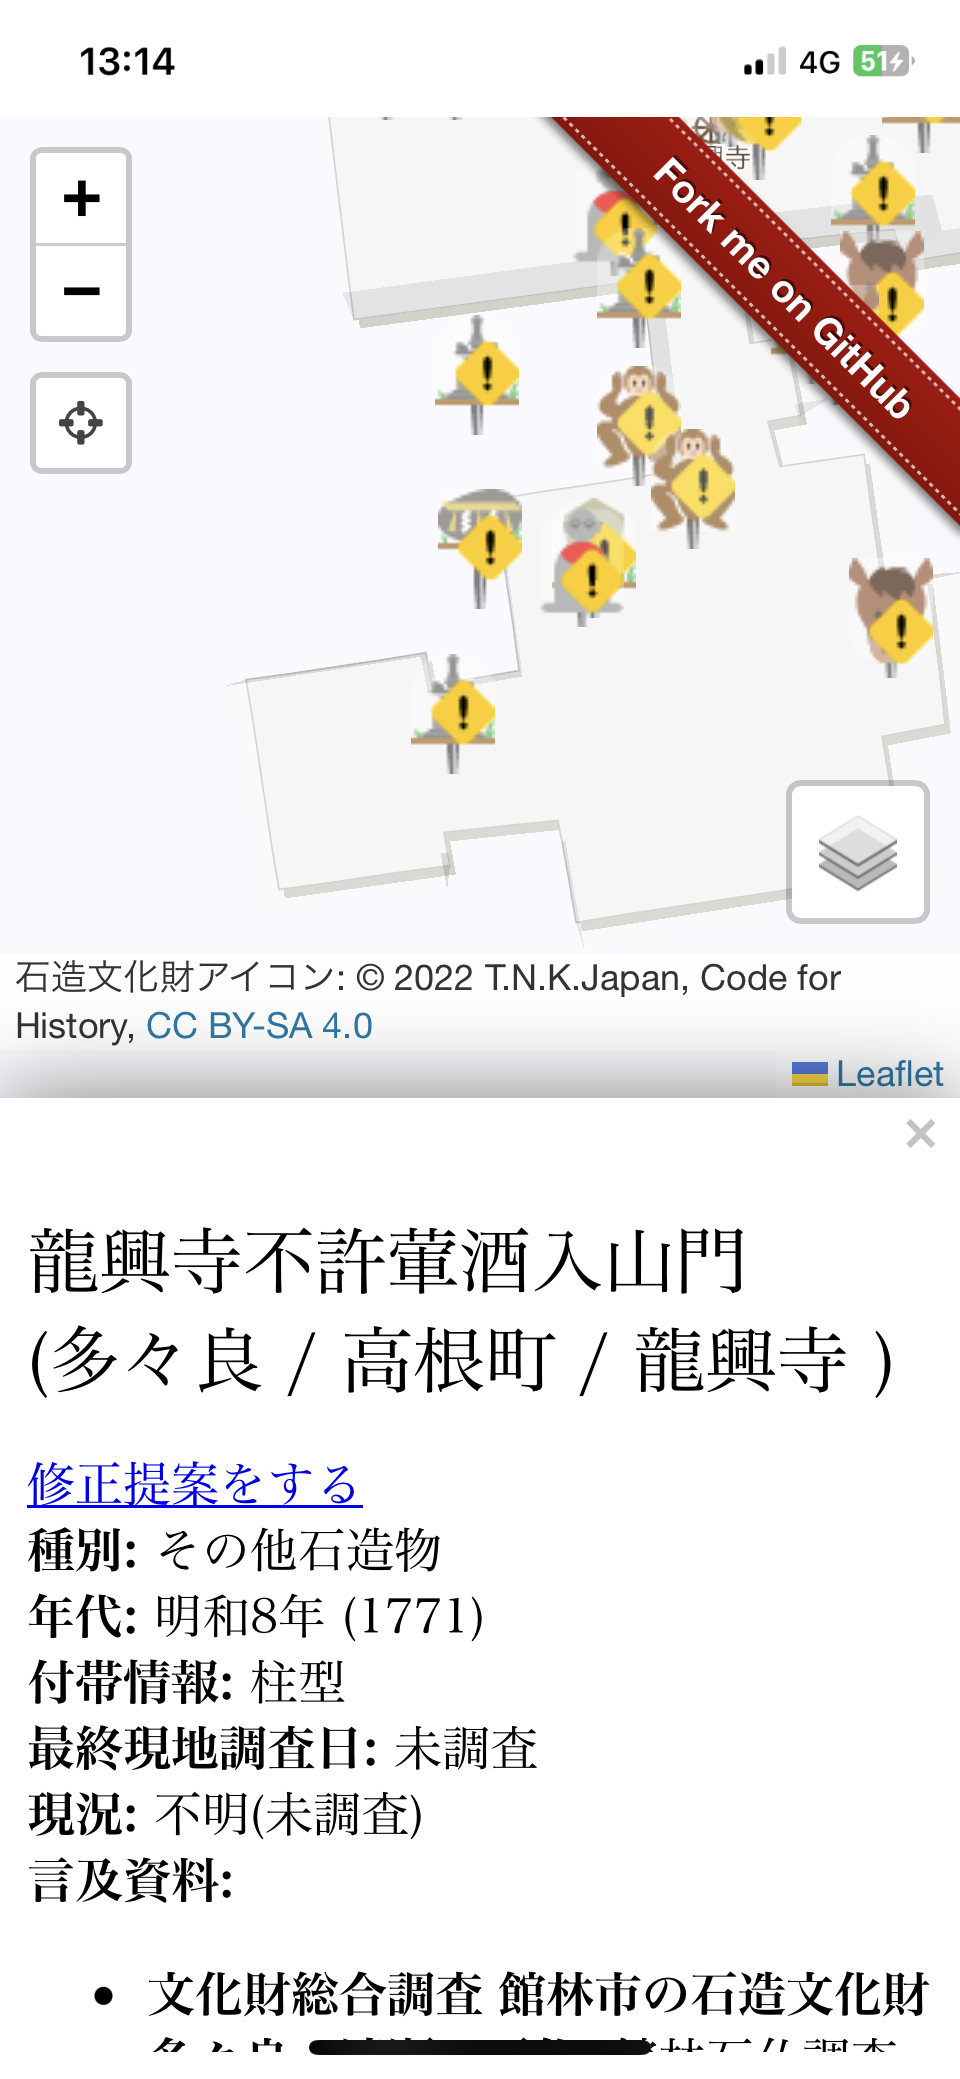 13:14
4G
51
寺
Fork me on GitHub
+
−
石造文化財アイコン: © 2022 T.N.K.Japan, Code for
History, CC BY-SA 4.0
Leaflet
×
龍興寺不許葷酒入山門
(多々良 / 高根町 / 龍興寺 )
修正提案をする
種別: その他石造物
年代: 明和8年 (1771)
付帯情報: 柱型
最終現地調査日: 未調査
現況: 不明(未調査)
言及資料:
• 文化財総合調査 館林市の石造文化財